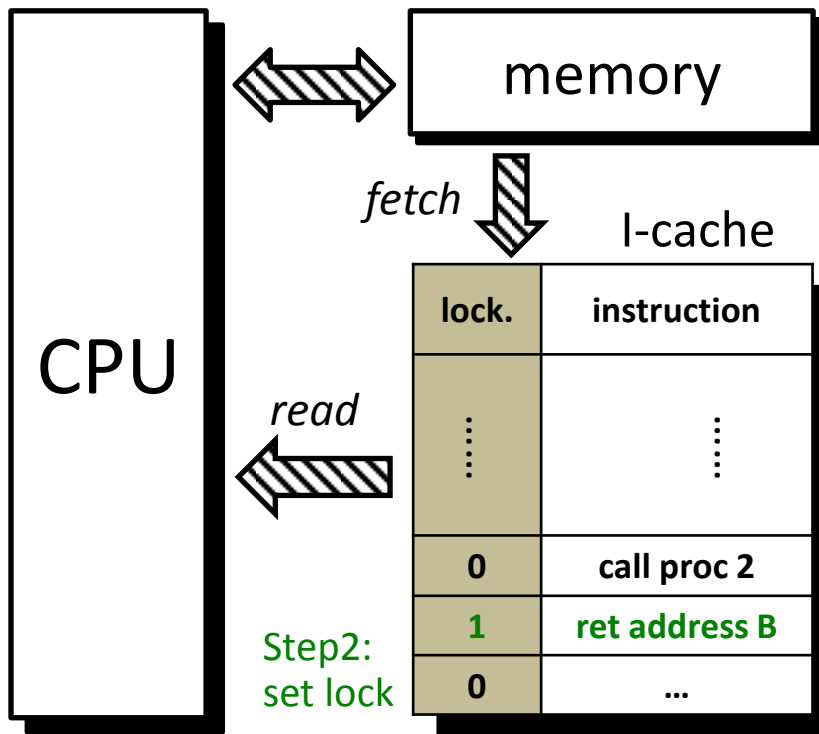 CPU
memory
fetch
I-cache
lock. instruction
...... ......
read
0 call proc 2
1 ret address B
0 ...
Step2:
set lock